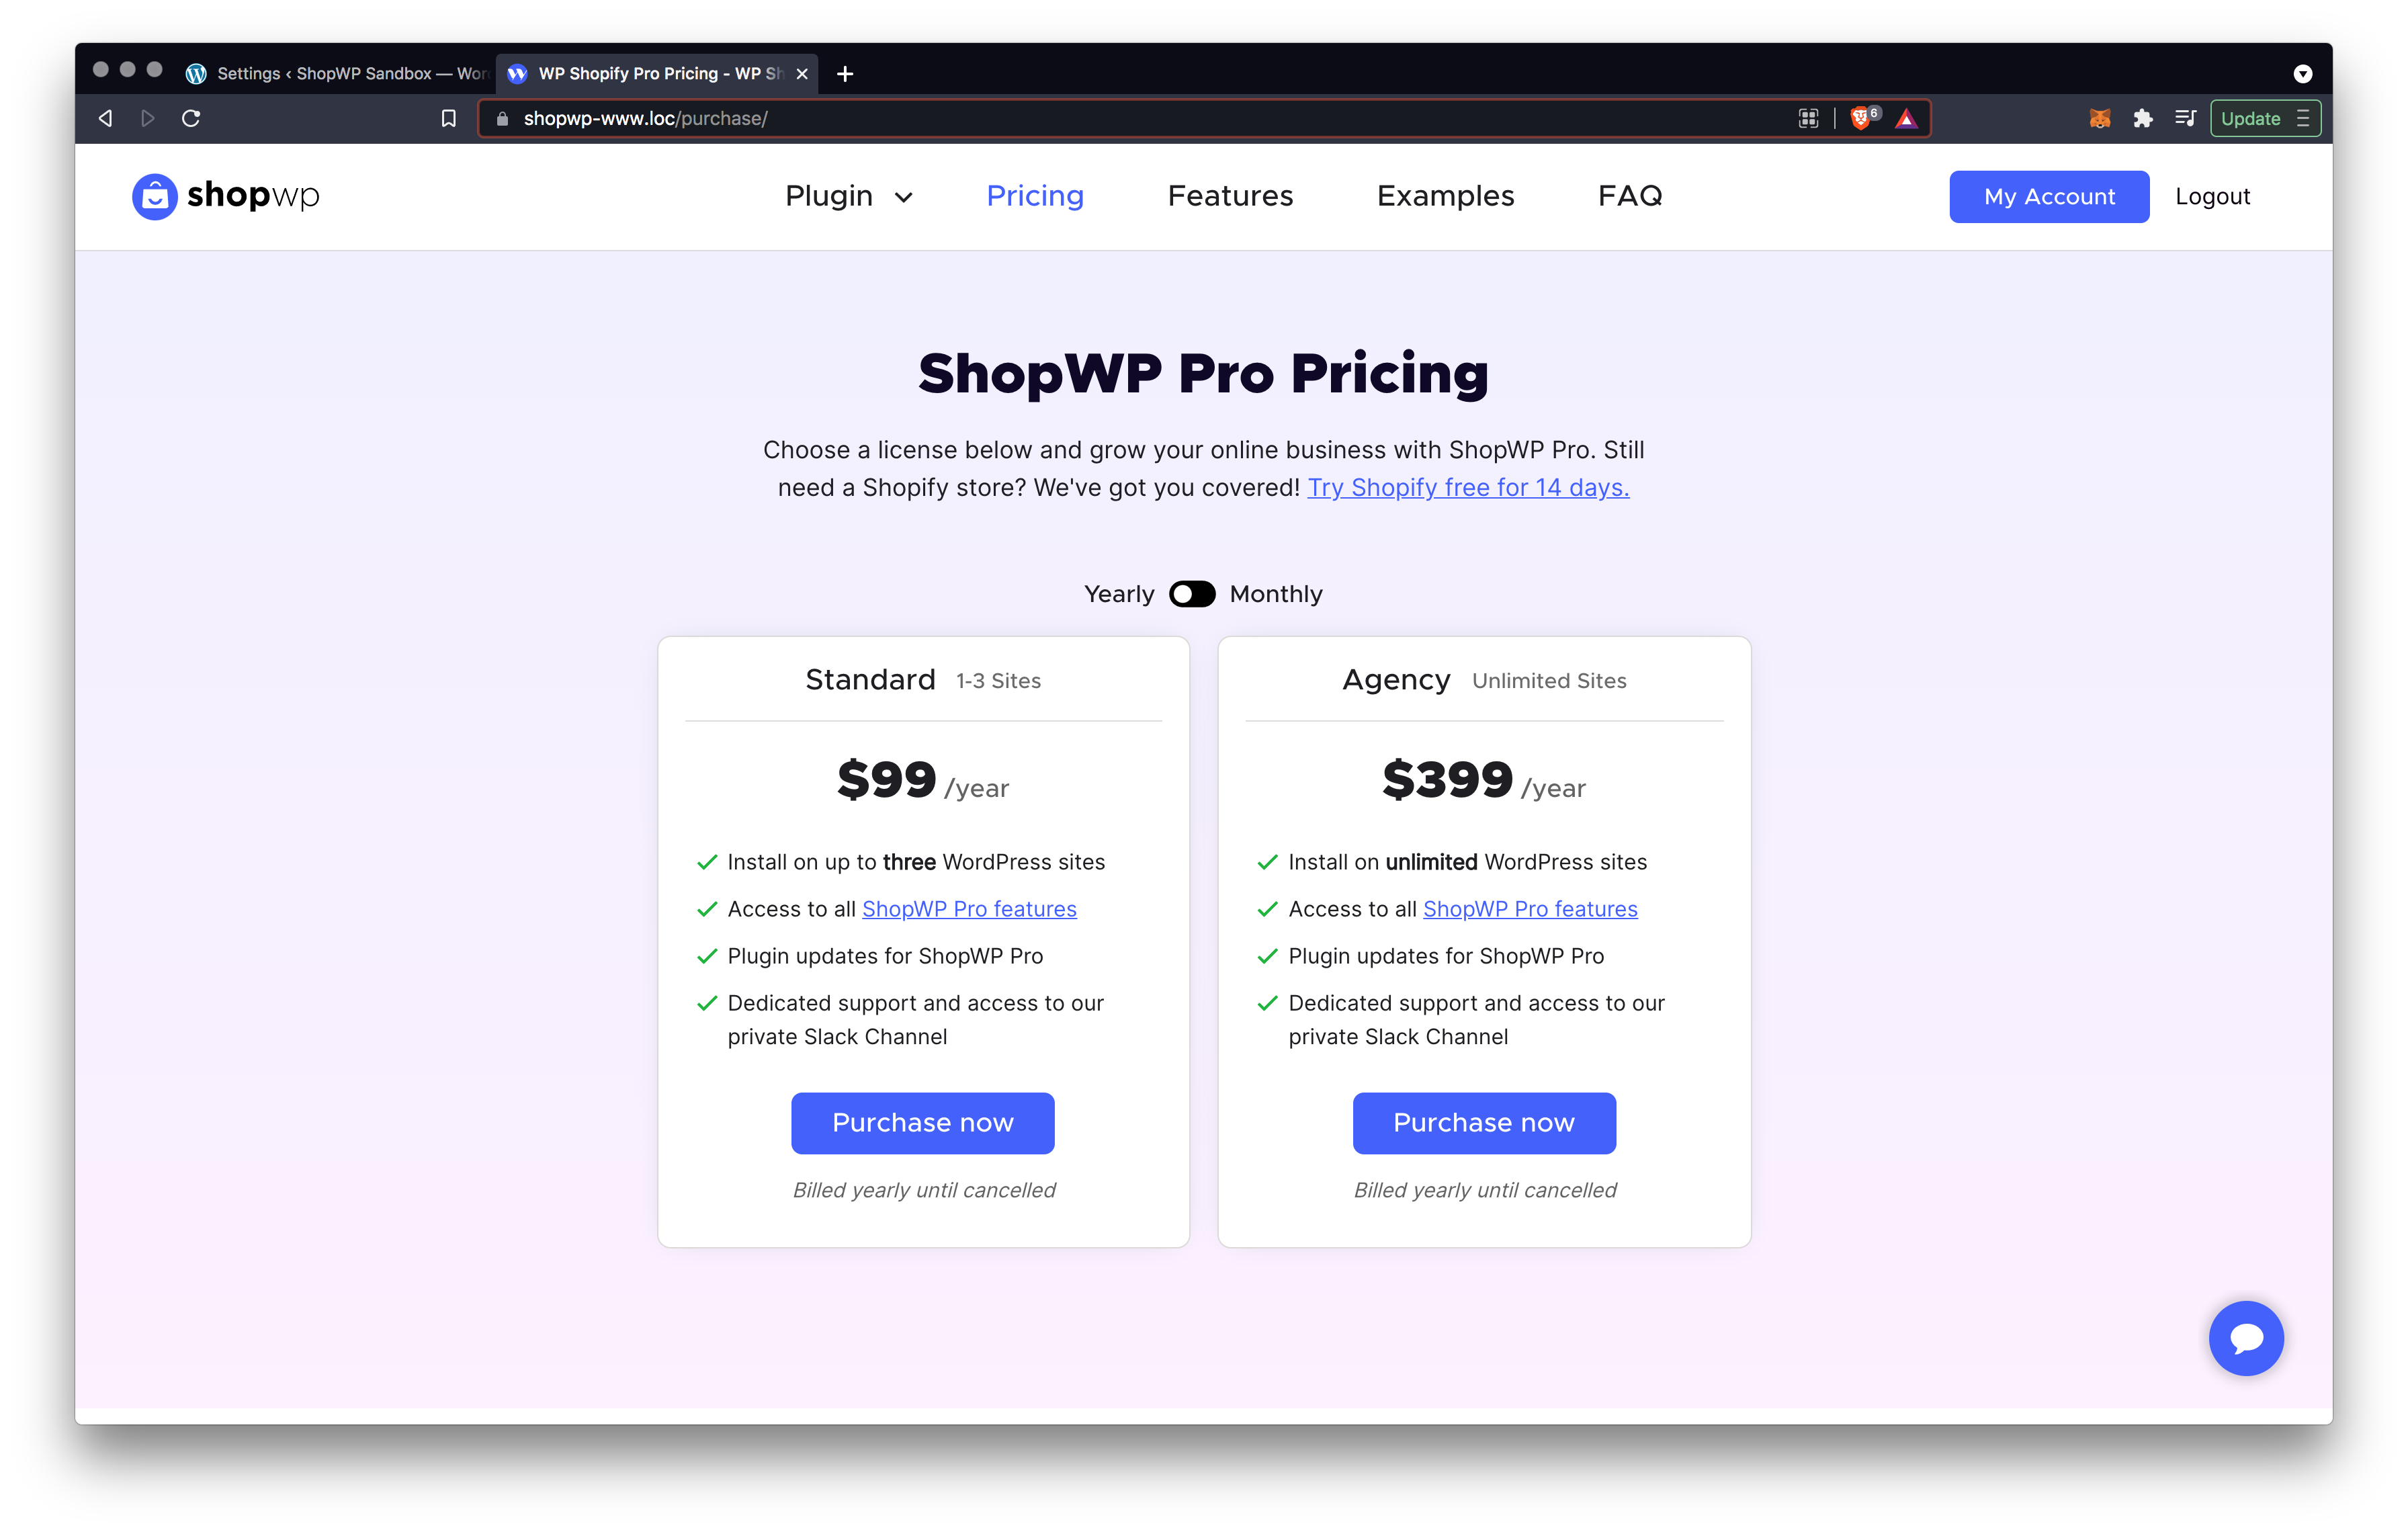 Settings ‹ ShopWP Sandbox — Wor
WP Shopify Pro Pricing - WP Sh
shopwp-www.loc/purchase/
6
Update
shopwp
Plugin
Pricing
Features
Examples
FAQ
My Account
Logout
ShopWP Pro Pricing
Choose a license below and grow your online business with ShopWP Pro. Still
need a Shopify store? We've got you covered! Try Shopify free for 14 days.
Yearly
Monthly
Standard 1-3 Sites
$99 /year
Install on up to three WordPress sites
Access to all ShopWP Pro features
Plugin updates for ShopWP Pro
Dedicated support and access to our
private Slack Channel
Purchase now
Billed yearly until cancelled
Agency Unlimited Sites
$399 /year
Install on unlimited WordPress sites
Access to all ShopWP Pro features
Plugin updates for ShopWP Pro
Dedicated support and access to our
private Slack Channel
Purchase now
Billed yearly until cancelled